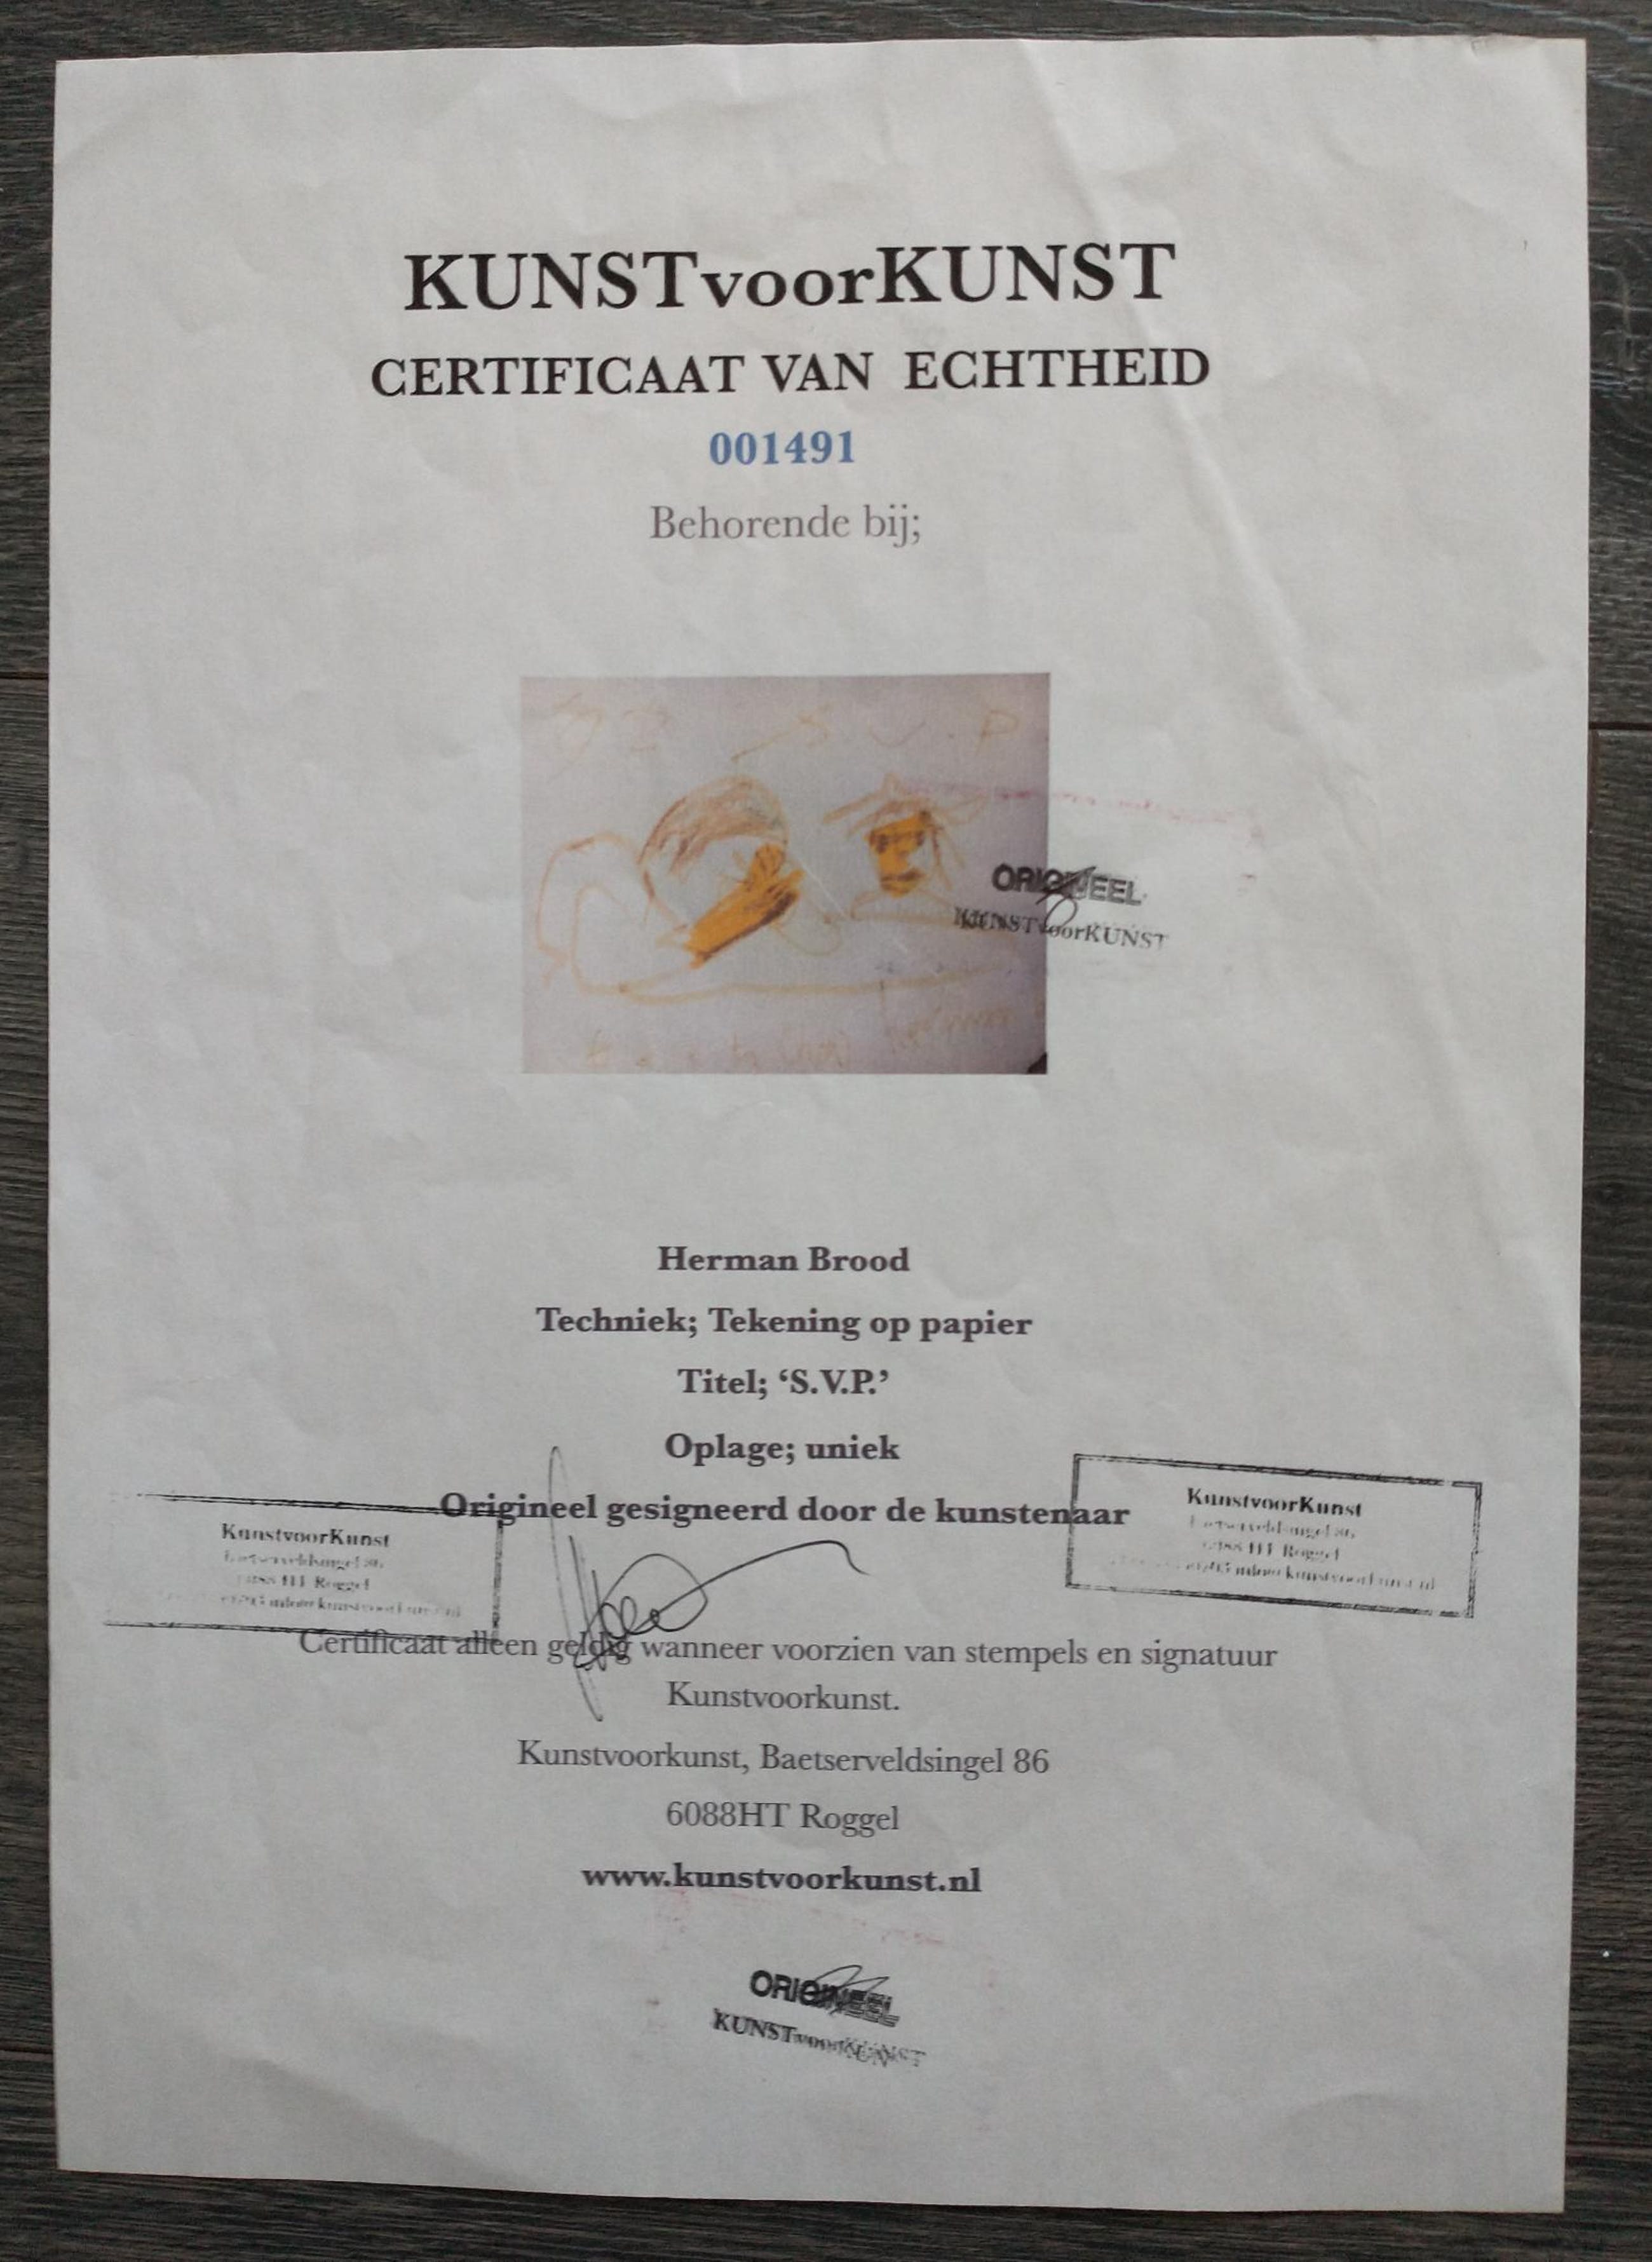 KUNSTvoorKUNST
CERTIFICAAT VAN ECHTHEID
001491
Behorende bij;
S. V. P
ORIGINEEL
KUNSTvoorKUNST
Herman Brood
Techniek; Tekening op papier
Titel; ‘S.V.P.’
Oplage; uniek
Origineel gesigneerd door de kunstenaar
KunstvoorKunst
Roggel
KunstvoorKunst
Roggel
Certificaat alleen geldig wanneer voorzien van stempels en signatuur
Kunstvoorkunst.
Kunstvoorkunst, Baetserveldsingel 86
6088HT Roggel
www.kunstvoorkunst.nl
ORIGINEEL
KUNSTvoorKUNST